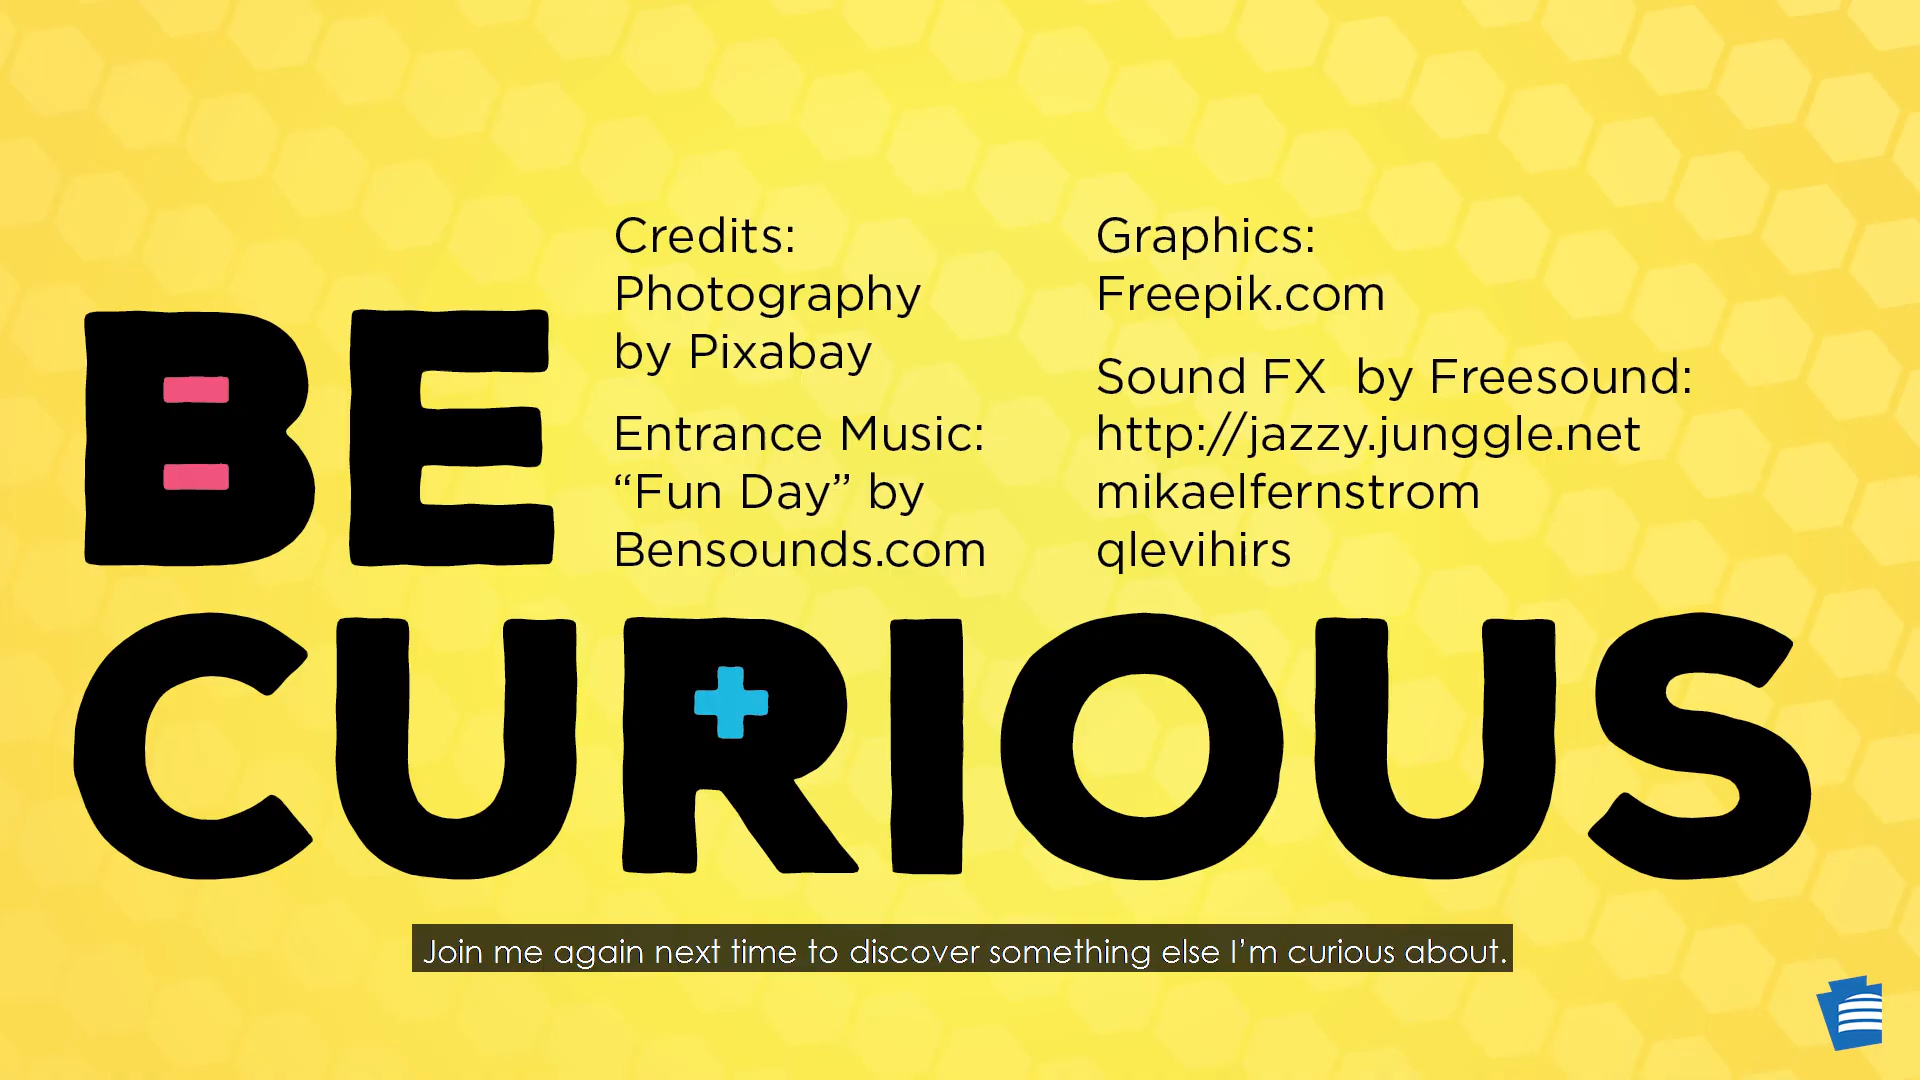 Credits:
Photography
by Pixabay
Entrance Music:
“Fun Day” by
Bensounds.com
Graphics:
Freepik.com
Sound FX  by Freesound:
http://jazzy.junggle.net
mikaelfernstrom
qlevihirs
BE
CURIOUS
Join me again next time to discover something else I’m curious about.